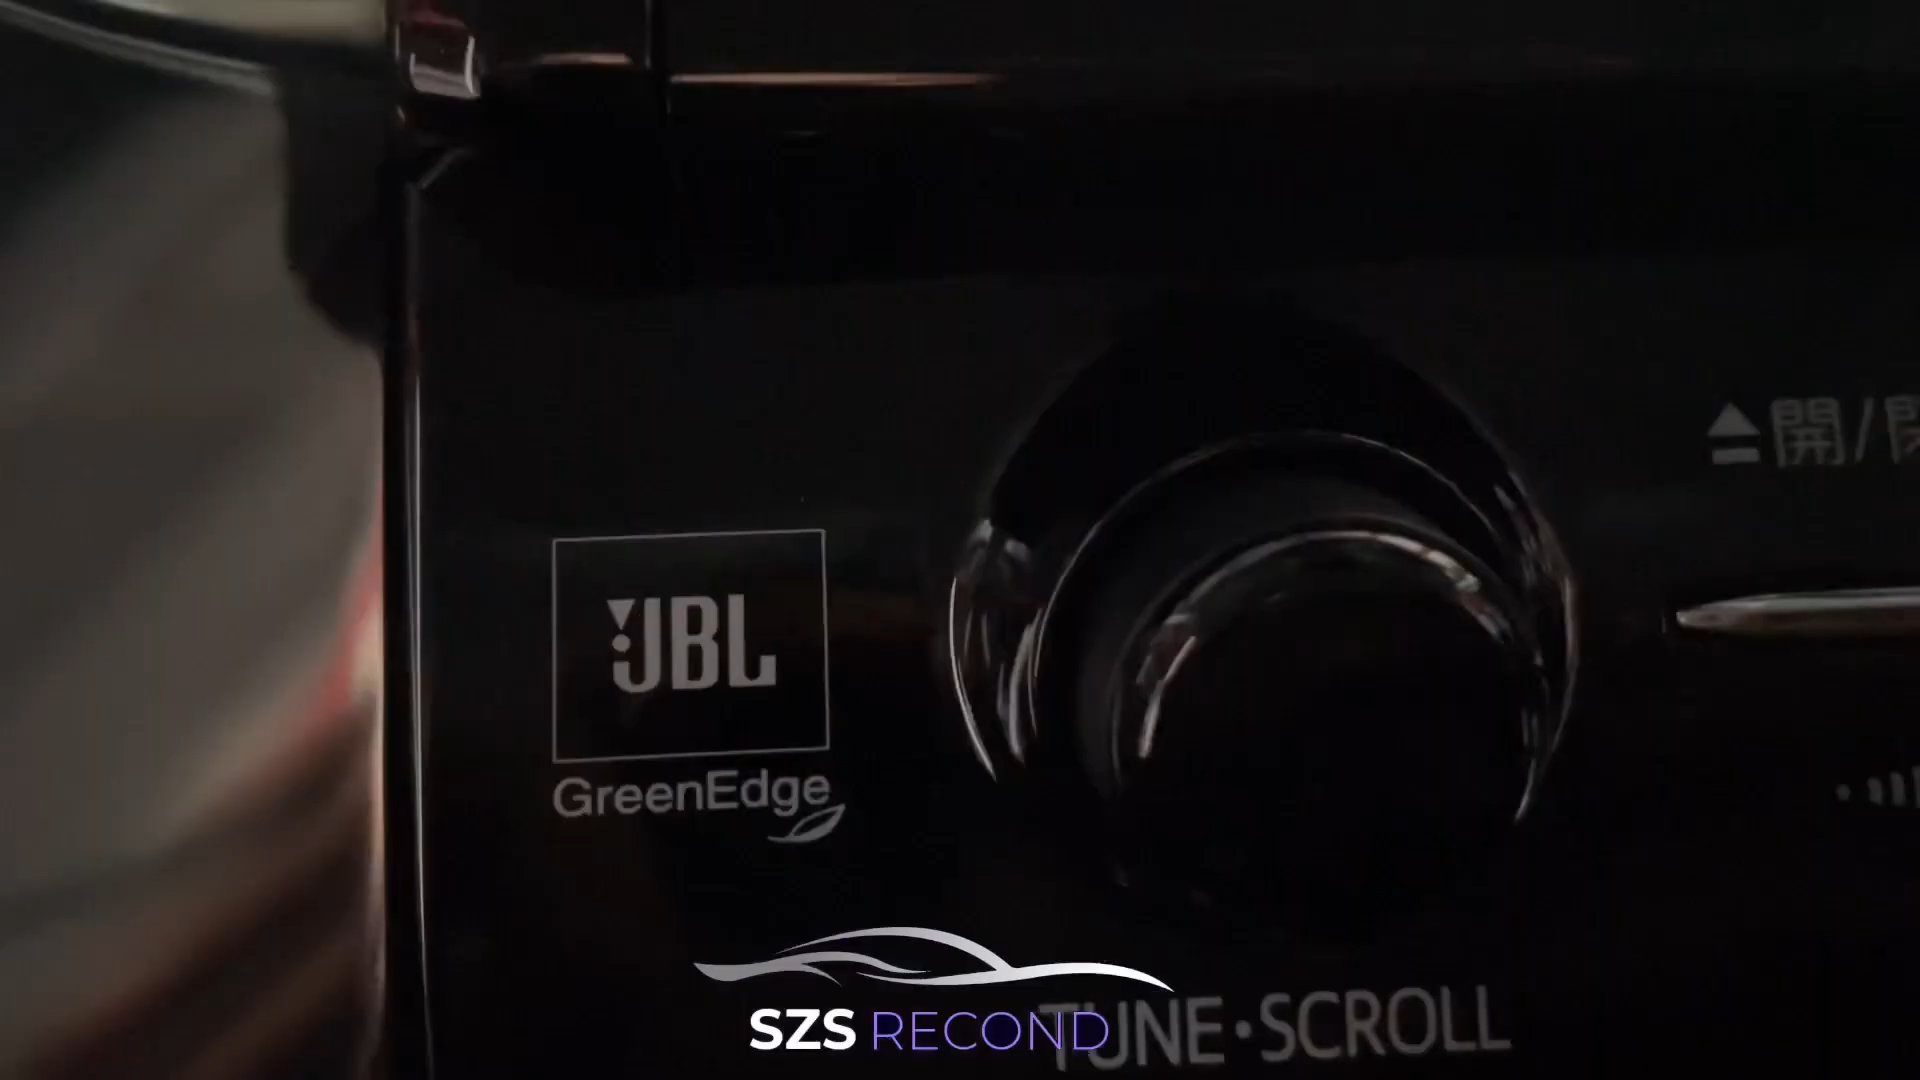 開/
JBL
GreenEdge
TUNE•SCROLL
SZS RECOND